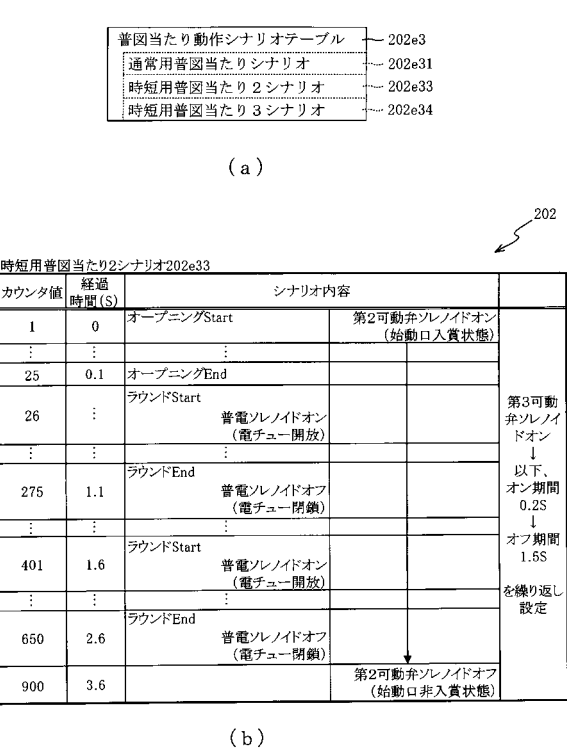 普図当たり動作シナリオテーブル 202e3
通常用普図当たりシナリオ 202e31
時短用普図当たり2シナリオ 202e33
時短用普図当たり3シナリオ 202e34
(a)
202
時短用普図当たり2シナリオ202e33
カウンタ値 経過時間(S) シナリオ内容
1 0 オープニングStart 第2可動弁ソレノイドオン
(始動口入賞状態)
⋮ ⋮ ⋮
25 0.1 オープニングEnd
26 ⋮ ラウンドStart
普電ソレノイドオン
(電チュー開放)
⋮ ⋮ ⋮
275 1.1 ラウンドEnd
普電ソレノイドオフ
(電チュー閉鎖)
⋮ ⋮ ⋮
401 1.6 ラウンドStart
普電ソレノイドオン
(電チュー開放)
⋮ ⋮ ⋮
650 2.6 ラウンドEnd
普電ソレノイドオフ
(電チュー閉鎖)
900 3.6 第2可動弁ソレノイドオフ
(始動口非入賞状態)
第3可動
弁ソレノイ
ドオン
↓
以下、
オン期間
0.2S
↓
オフ期間
1.5S
を繰り返し
設定
(b)